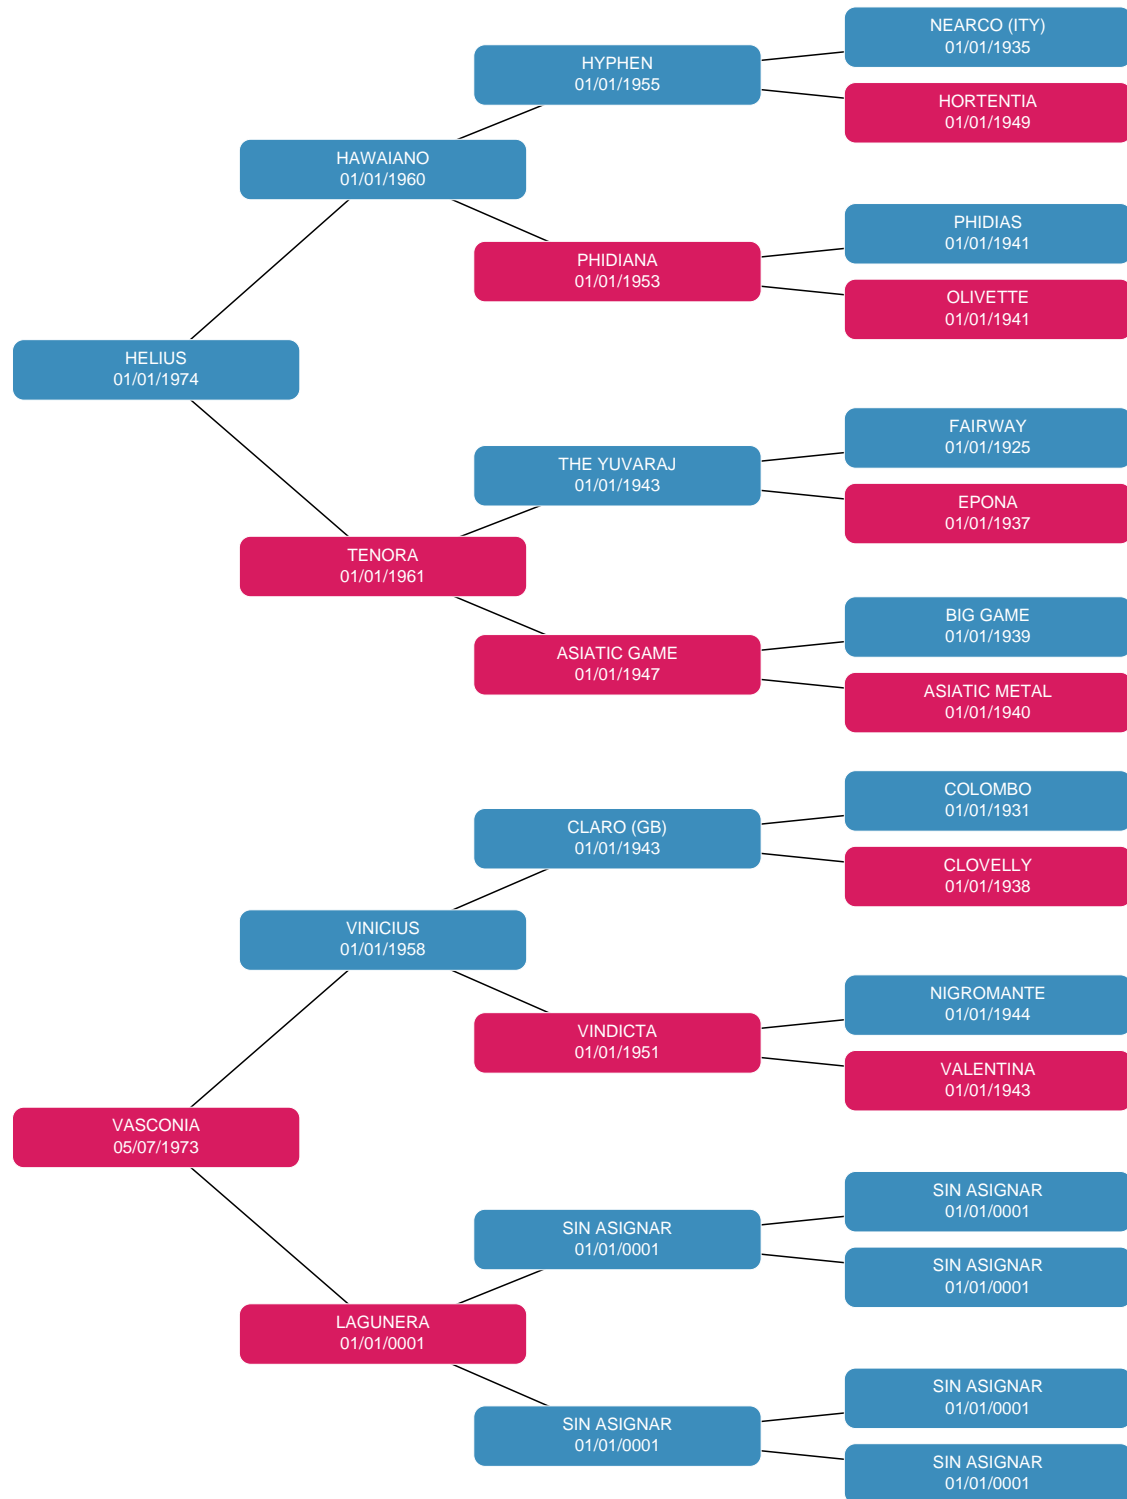 NEARCO (ITY)
01/01/1935
HYPHEN
01/01/1955
HORTENTIA
01/01/1949
HAWAIANO
01/01/1960
PHIDIAS
01/01/1941
PHIDIANA
01/01/1953
OLIVETTE
01/01/1941
HELIUS
01/01/1974
FAIRWAY
01/01/1925
THE YUVARAJ
01/01/1943
EPONA
01/01/1937
TENORA
01/01/1961
BIG GAME
01/01/1939
ASIATIC GAME
01/01/1947
ASIATIC METAL
01/01/1940
COLOMBO
01/01/1931
CLARO (GB)
01/01/1943
CLOVELLY
01/01/1938
VINICIUS
01/01/1958
NIGROMANTE
01/01/1944
VINDICTA
01/01/1951
VALENTINA
01/01/1943
VASCONIA
05/07/1973
SIN ASIGNAR
01/01/0001
SIN ASIGNAR
01/01/0001
SIN ASIGNAR
01/01/0001
LAGUNERA
01/01/0001
SIN ASIGNAR
01/01/0001
SIN ASIGNAR
01/01/0001
SIN ASIGNAR
01/01/0001